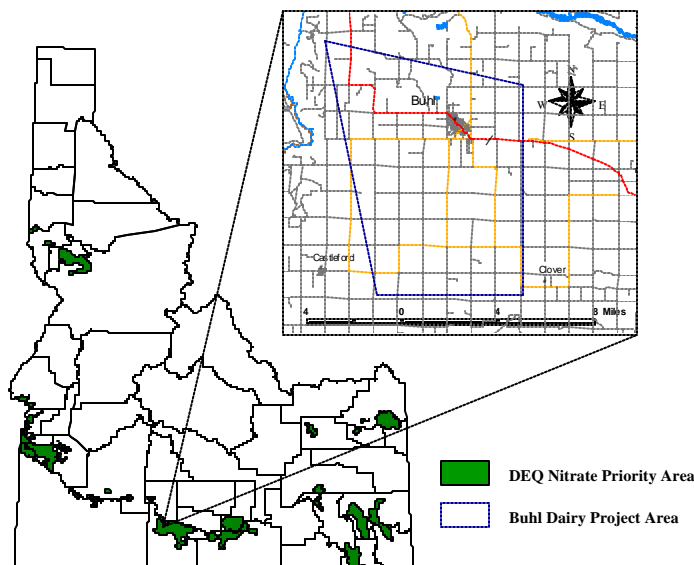 N
Buhl
W E
S
Castleford
Clover
4 0 4 8 Miles
DEQ Nitrate Priority Area
Buhl Dairy Project Area